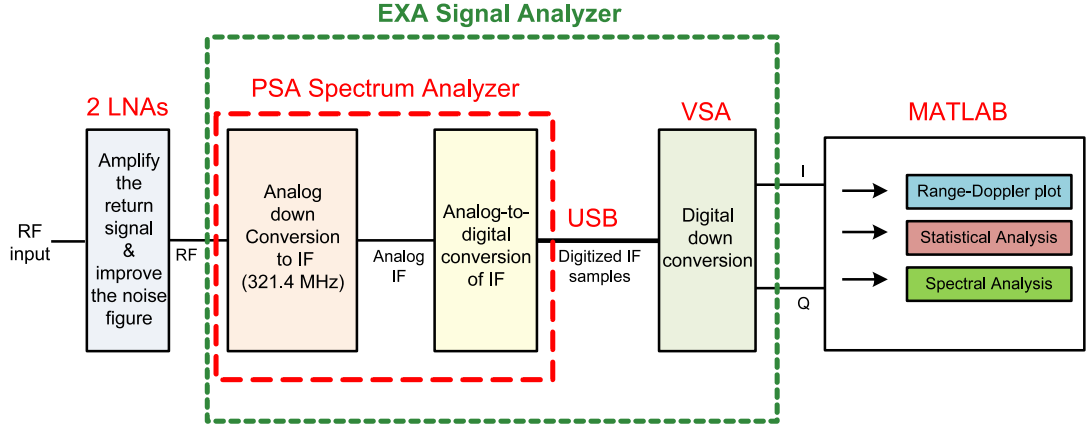 EXA Signal Analyzer
PSA Spectrum Analyzer
2 LNAs
VSA
MATLAB
RF
input
Amplify
the
return
signal
&
improve
the noise
figure
RF
Analog
down
Conversion
to IF
(321.4 MHz)
Analog
IF
Analog-to-
digital
conversion
of IF
USB
Digitized IF
samples
Digital
down
conversion
I
Q
Range-Doppler plot
Statistical Analysis
Spectral Analysis